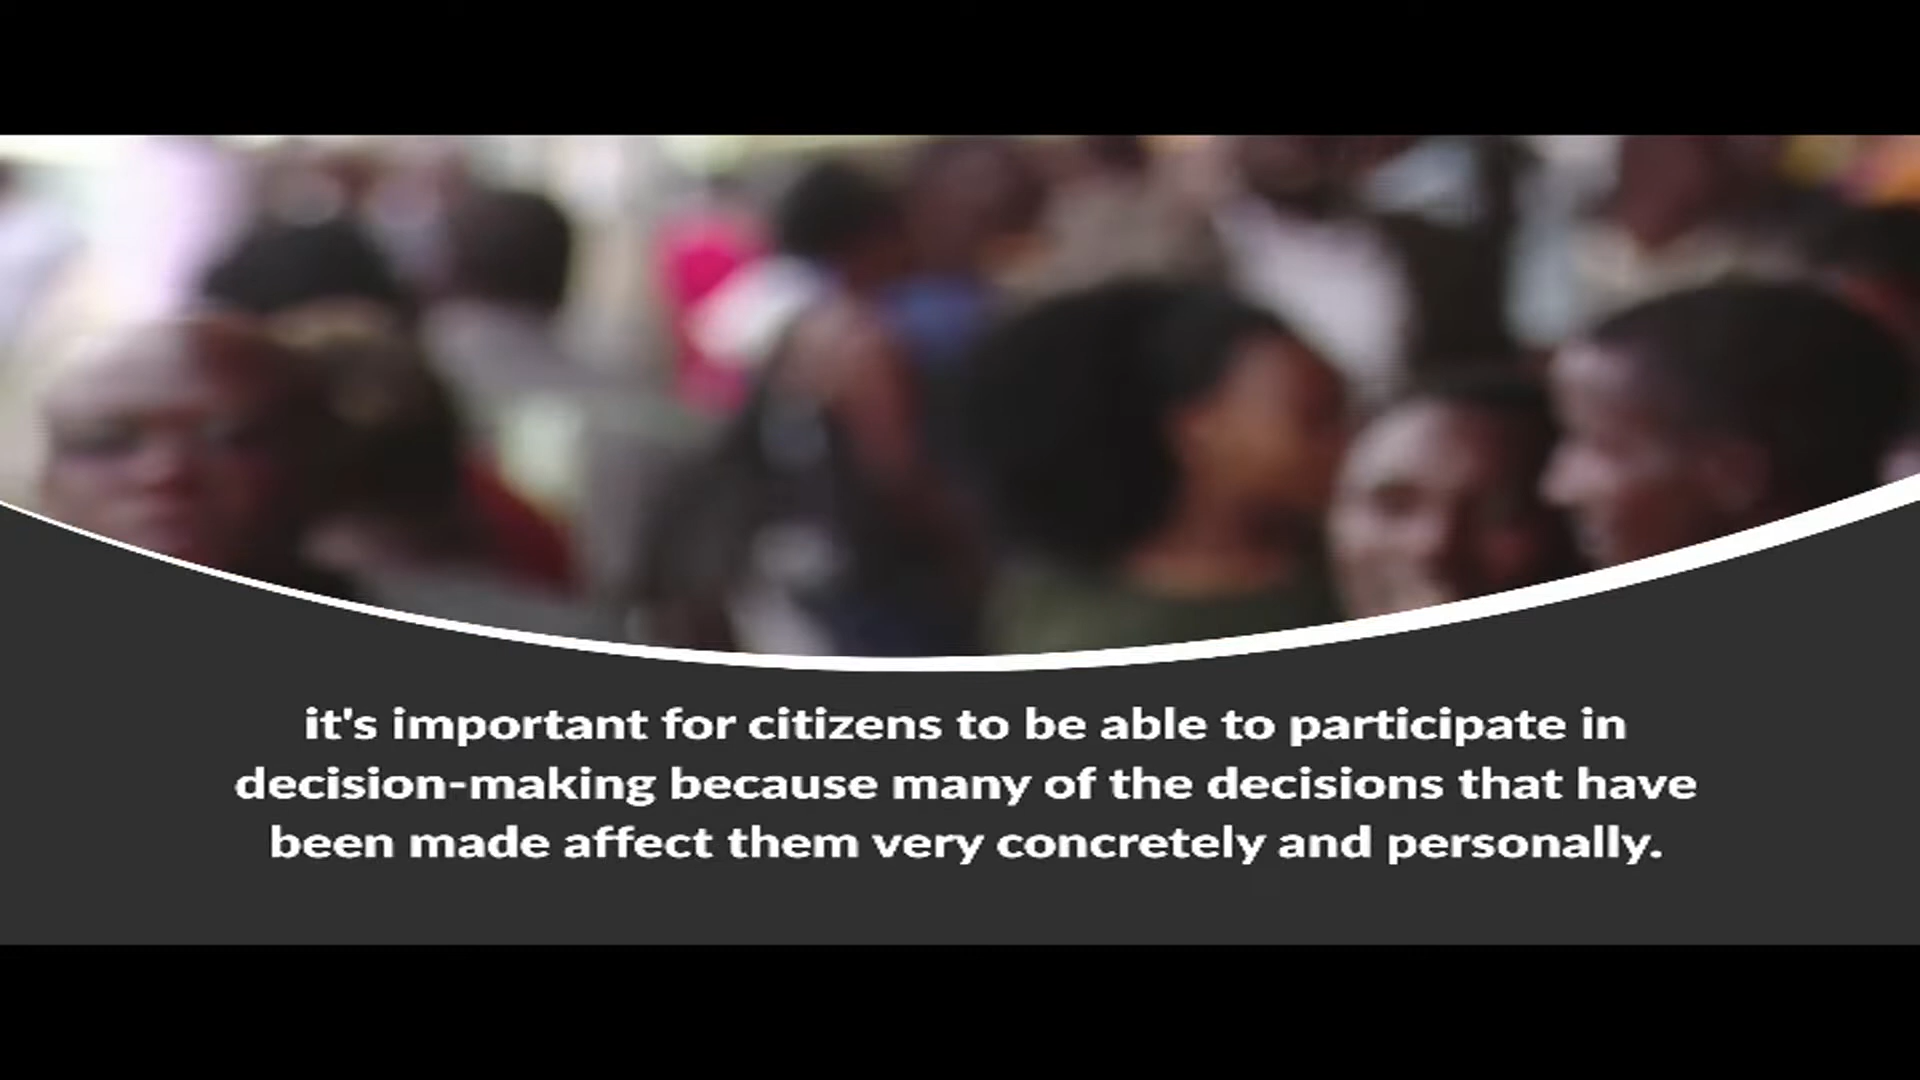 it's important for citizens to be able to participate in
decision-making because many of the decisions that have
been made affect them very concretely and personally.